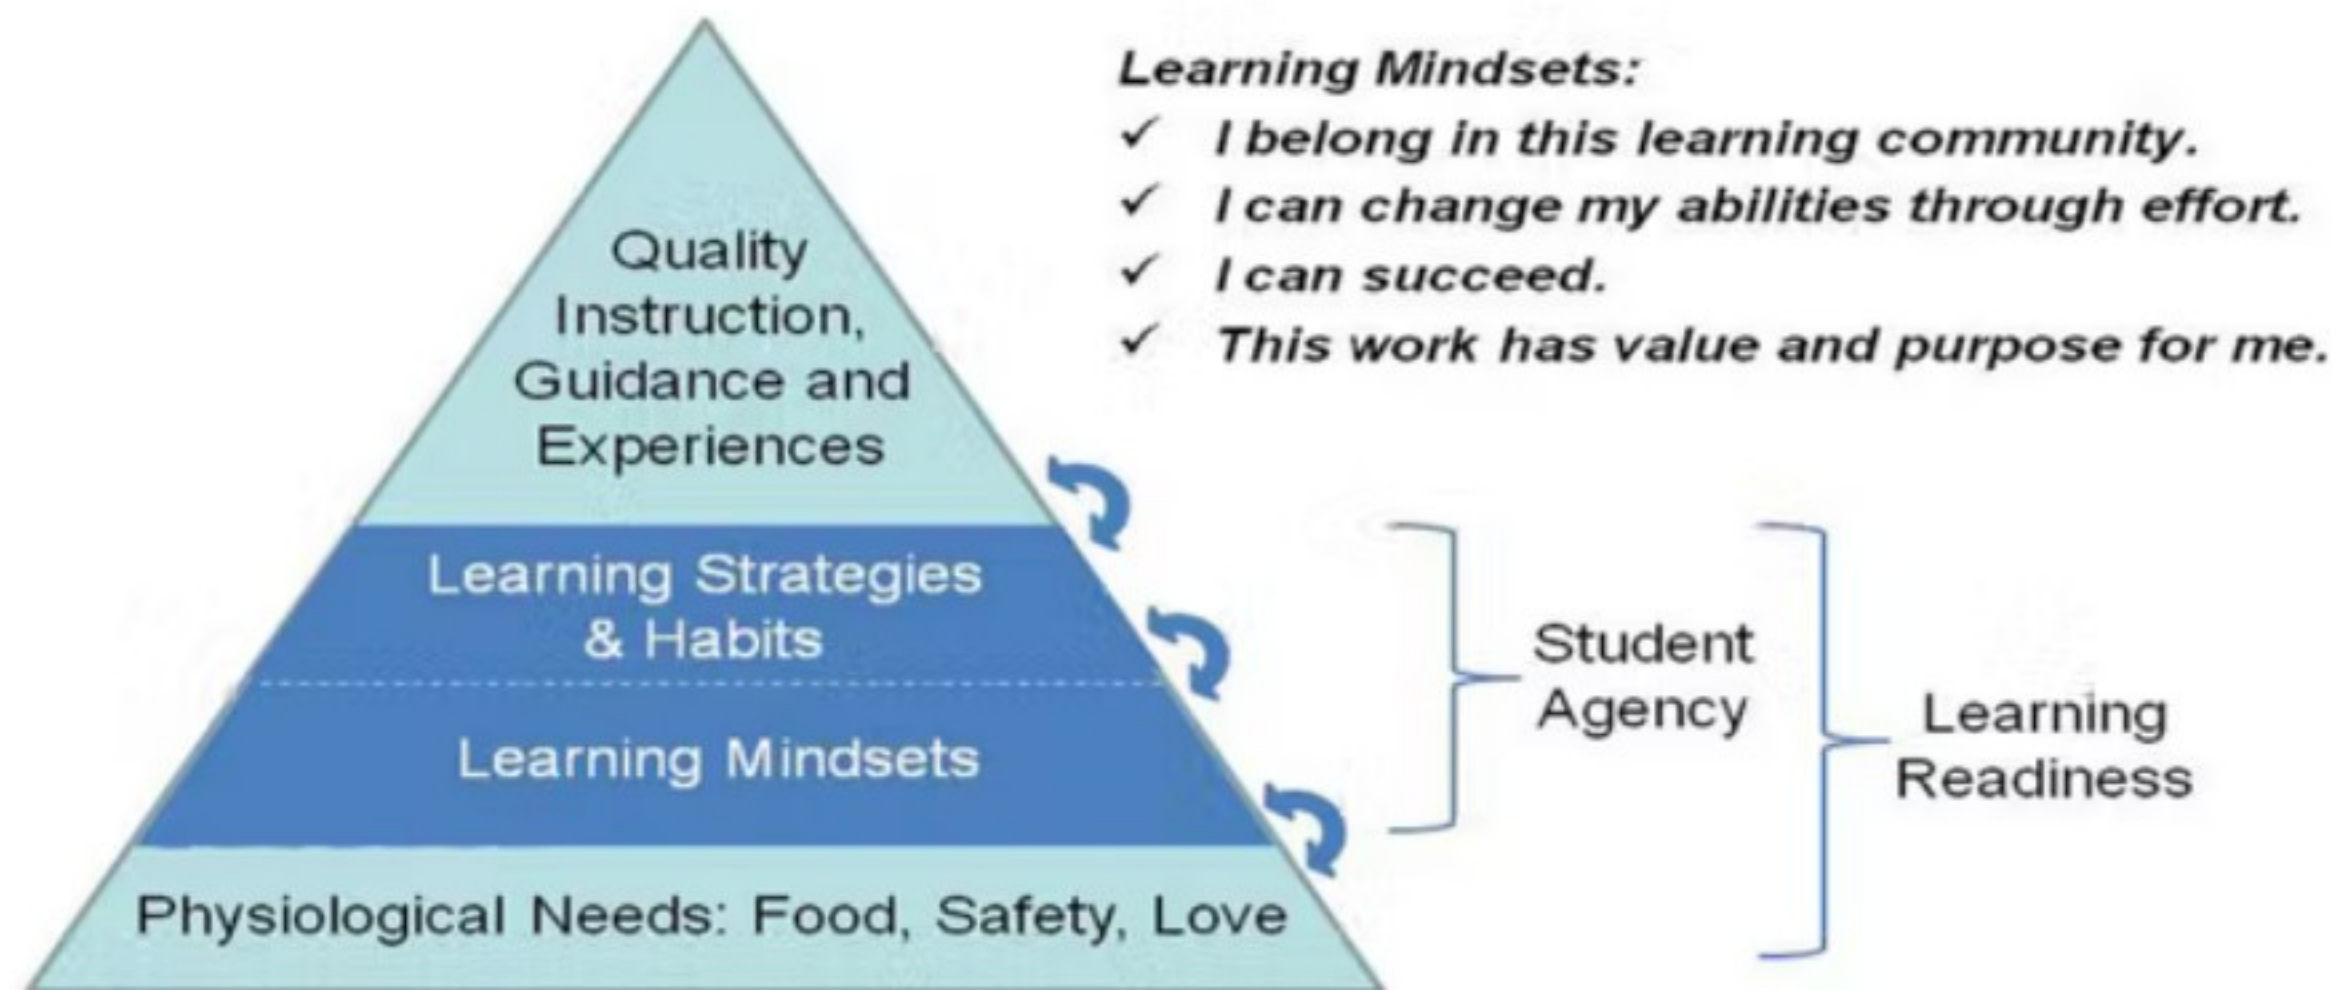 Learning Mindsets:
✓ I belong in this learning community.
✓ I can change my abilities through effort.
✓ I can succeed.
✓ This work has value and purpose for me.
Quality
Instruction,
Guidance and
Experiences
Learning Strategies
& Habits
Learning Mindsets
Physiological Needs: Food, Safety, Love
Student
Agency
Learning
Readiness